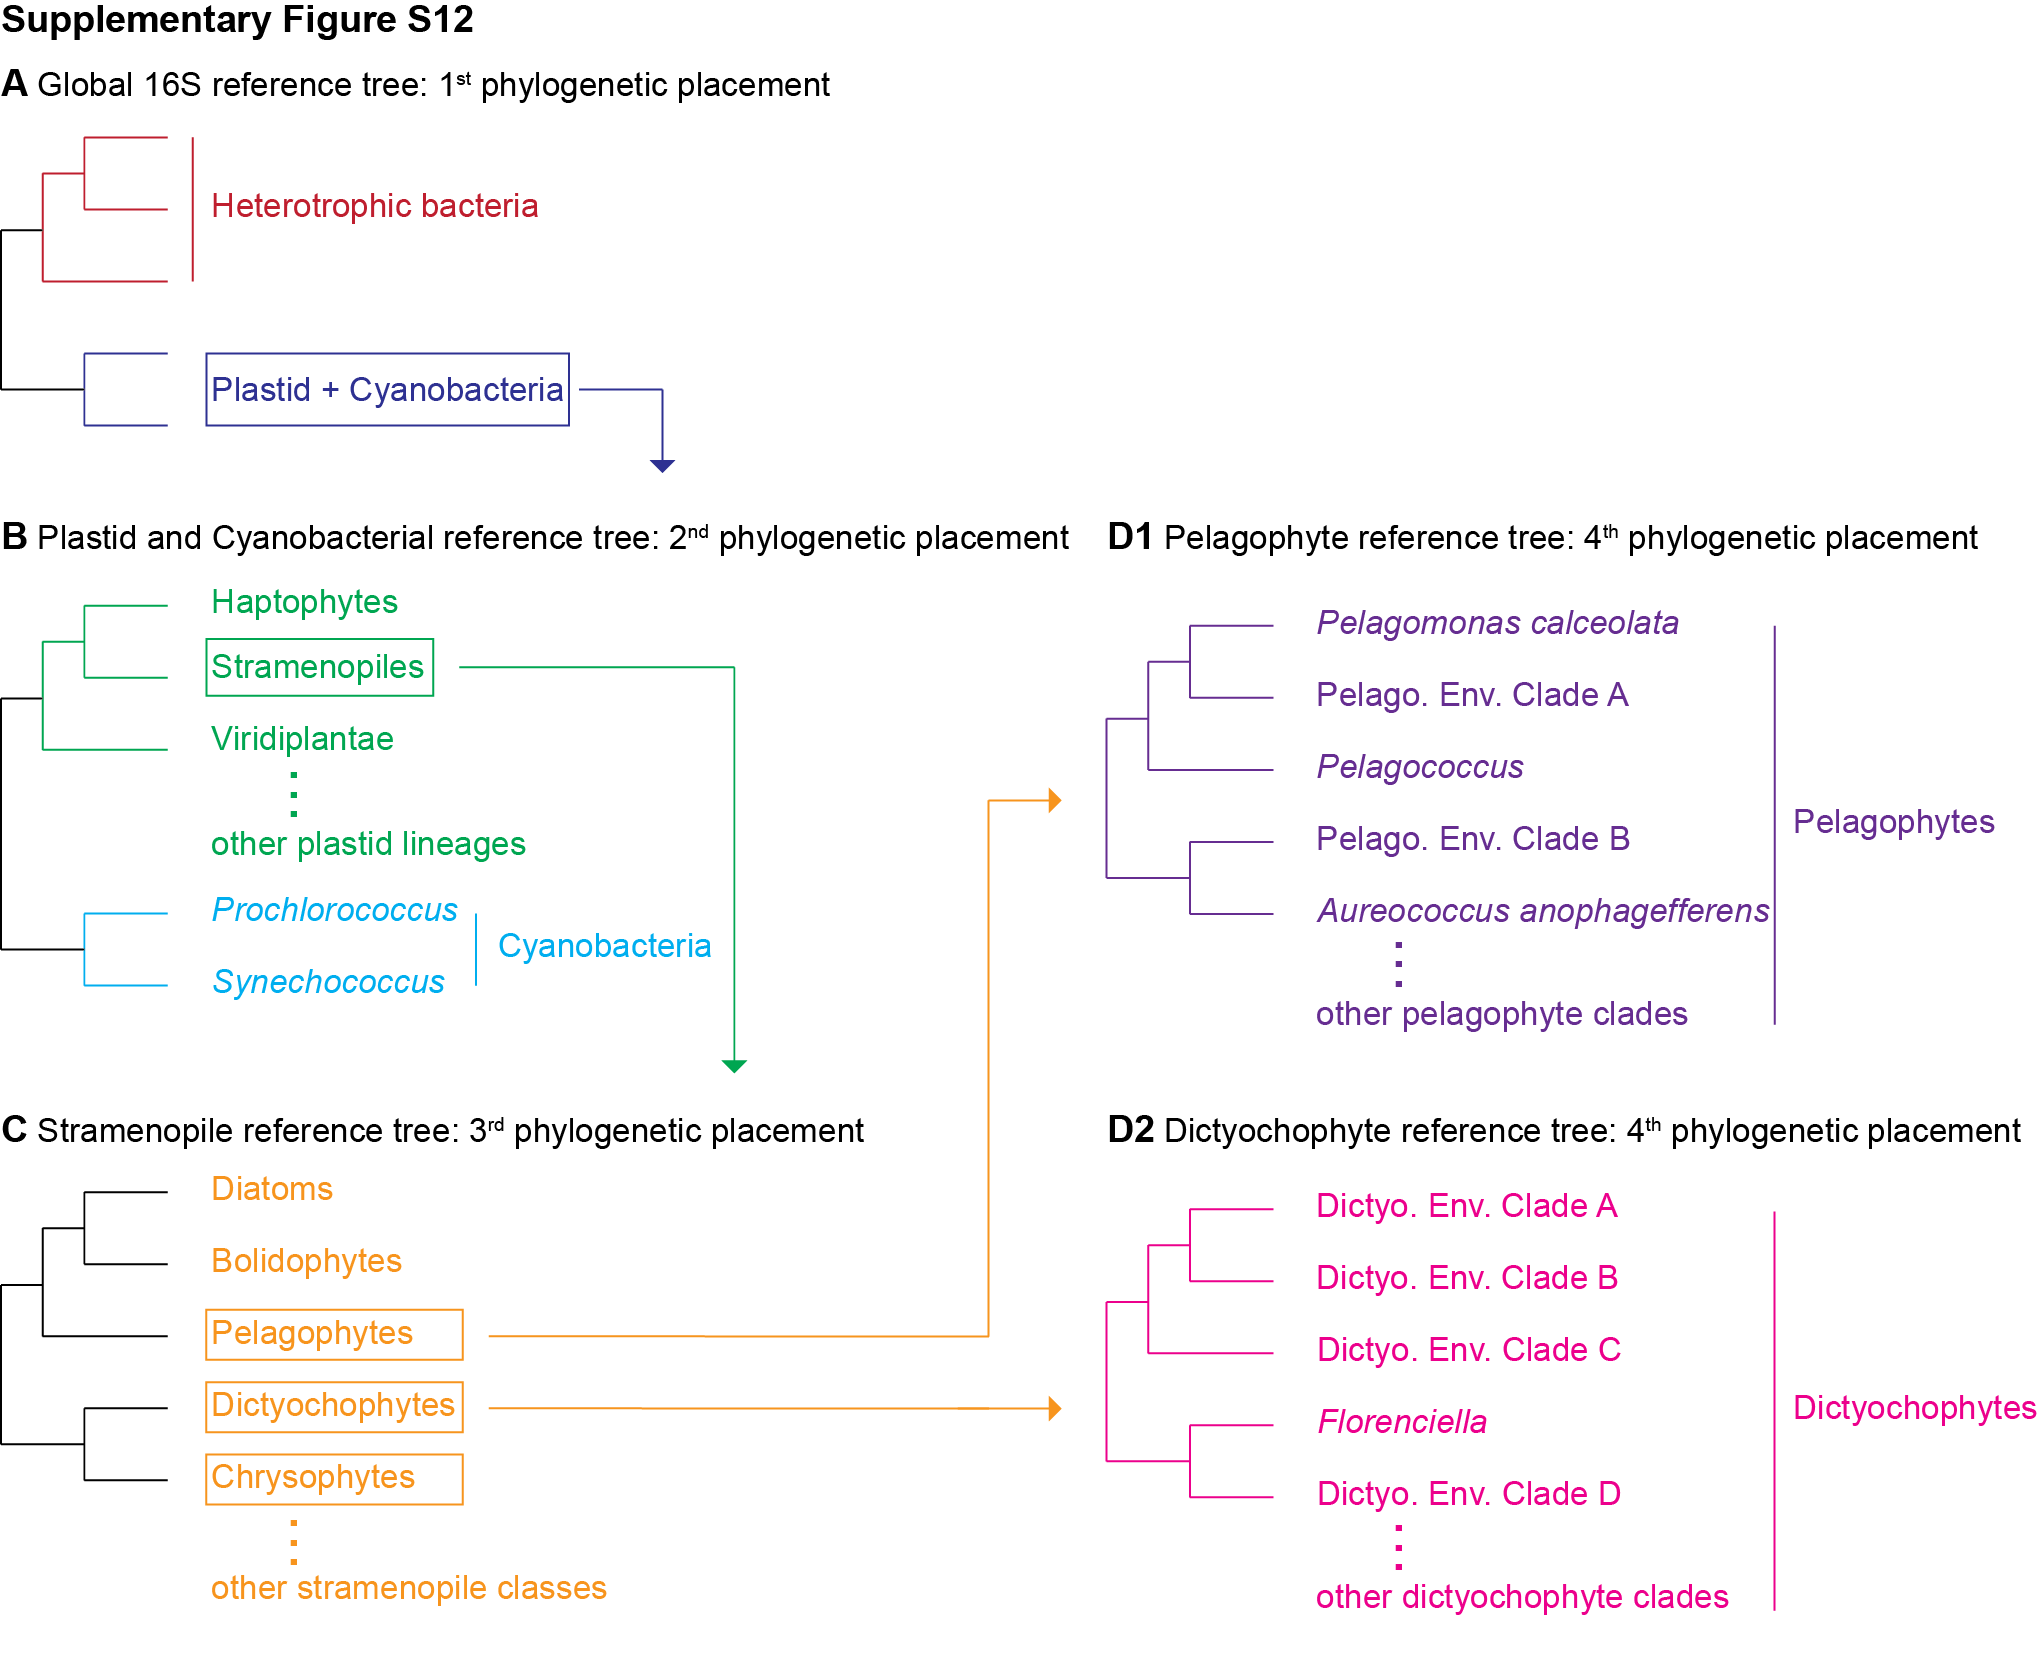 Supplementary Figure S12
A Global 16S reference tree: 1st phylogenetic placement
Heterotrophic bacteria
Plastid + Cyanobacteria
B Plastid and Cyanobacterial reference tree: 2nd phylogenetic placement
Haptophytes
Stramenopiles
Viridiplantae
other plastid lineages
Prochlorococcus
Synechococcus
Cyanobacteria
C Stramenopile reference tree: 3rd phylogenetic placement
Diatoms
Bolidophytes
Pelagophytes
Dictyochophytes
Chrysophytes
other stramenopile classes
D1 Pelagophyte reference tree: 4th phylogenetic placement
Pelagomonas calceolata
Pelago. Env. Clade A
Pelagococcus
Pelago. Env. Clade B
Aureococcus anophagefferens
other pelagophyte clades
Pelagophytes
D2 Dictyochophyte reference tree: 4th phylogenetic placement
Dictyo. Env. Clade A
Dictyo. Env. Clade B
Dictyo. Env. Clade C
Florenciella
Dictyo. Env. Clade D
other dictyochophyte clades
Dictyochophytes